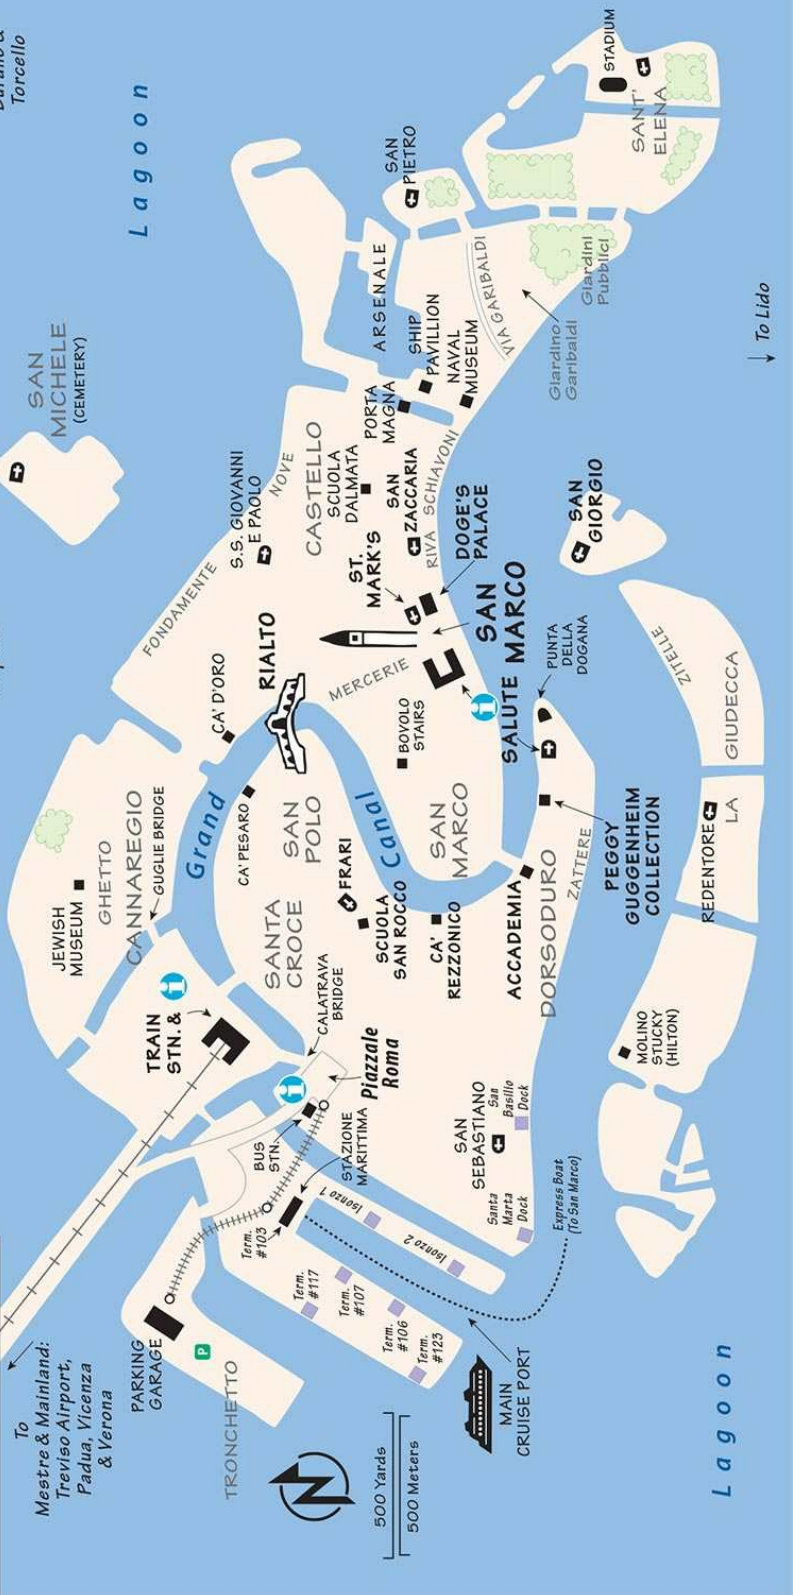 To
Mestre & Mainland:
Treviso Airport,
Padua, Vicenza
& Verona
Torcello
Lagoon
SAN
MICHELE
(CEMETERY)
JEWISH
MUSEUM
GHETTO
CANNAREGIO
GUGLIE BRIDGE
TRAIN
STN. &
i
PARKING
GARAGE
P
TRONCHETTO
N
500 Yards
500 Meters
Term.
#103
BUS
STN.
i
STAZIONE
MARITTIMA
Piazzale
Roma
CALATRAVA
BRIDGE
SANTA
CROCE
SAN
POLO
Grand
Canal
CA' PESARO
CA' D'ORO
RIALTO
FONDAMENTE
NOVE
S.S. GIOVANNI
E PAOLO
CASTELLO
SCUOLA
DALMATA
PORTA
MAGNA
ARSENALE
SHIP
PAVILLION
NAVAL
MUSEUM
SAN
PIETRO
STADIUM
SANT'
ELENA
VIA GARIBALDI
Giardino
Garibaldi
Giardini
Pubblici
To Lido
SAN
ZACCARIA
RIVA SCHIAVONI
ST.
MARK'S
DOGE'S
PALACE
MERCERIE
BOVOLO
STAIRS
i
SAN
MARCO
SAN
MARCO
SALUTE
PUNTA
DELLA
DOGANA
FRARI
SCUOLA
SAN ROCCO
CA'
REZZONICO
ACCADEMIA
DORSODURO
ZATTERE
PEGGY
GUGGENHEIM
COLLECTION
SAN
GIORGIO
ZITELLE
LA
GIUDECCA
REDENTORE
MOLINO
STUCKY
(HILTON)
SAN
SEBASTIANO
San
Basilio
Dock
Santa
Marta
Dock
Express Boat
(To San Marco)
Isonzo 1
Isonzo 2
Term.
#117
Term.
#107
Term.
#106
Term.
#123
MAIN
CRUISE PORT
Lagoon